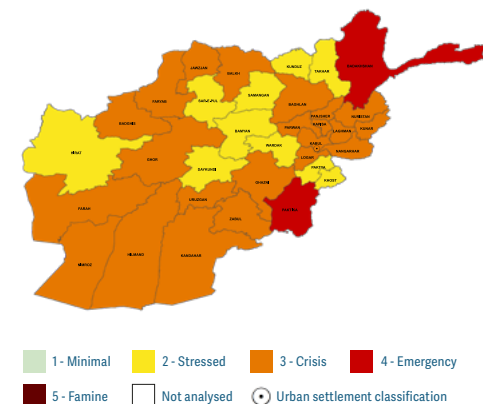 JAWZJAN
BALKH
KUNDUZ
TAKHAR
BADAKHSHAN
FARYAB
SAR-E-PUL
SAMANGAN
BAGHLAN
BADGHIS
PANJSHER
NURISTAN
KAPISA
KUNAR
PARWAN
LAGHMAN
BAMYAN
HIRAT
KABUL
WARDAK
NANGARHAR
GHOR
LOGAR
DAYKUNDI
PAKTYA
KHOST
GHAZNI
URUZGAN
FARAH
PAKTIKA
ZABUL
HILMAND
KANDAHAR
NIMROZ
1 - Minimal 2 - Stressed 3 - Crisis 4 - Emergency
5 - Famine Not analysed Urban settlement classification